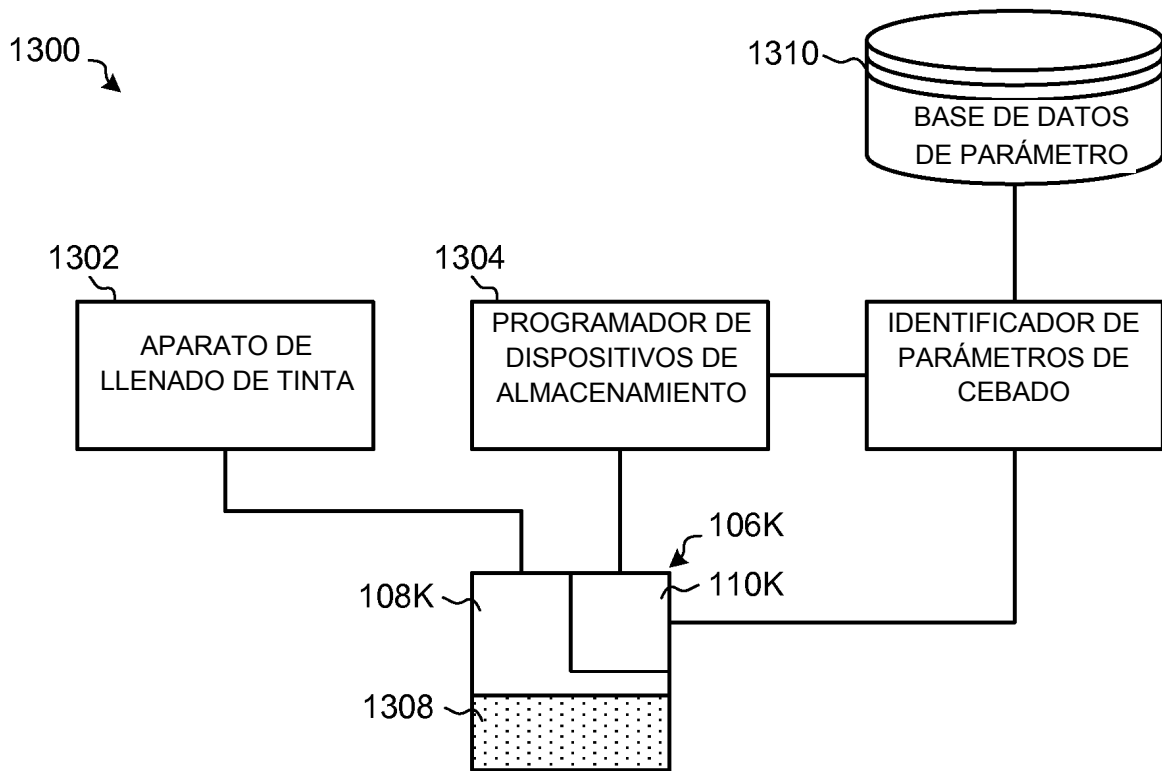 1300
1310
BASE DE DATOS
DE PARÁMETRO
1302
1304
APARATO DE
LLENADO DE TINTA
PROGRAMADOR DE
DISPOSITIVOS DE
ALMACENAMIENTO
IDENTIFICADOR DE
PARÁMETROS DE
CEBADO
106K
108K
110K
1308